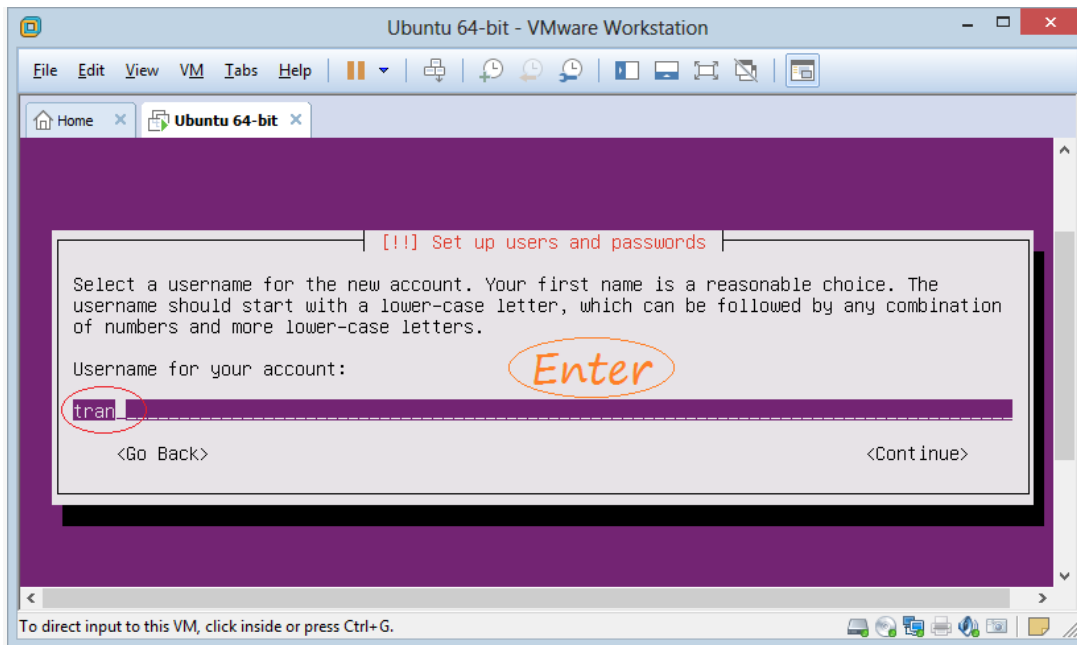 Ubuntu 64-bit - VMware Workstation
File Edit View VM Tabs Help
Home Ubuntu 64-bit
[!!] Set up users and passwords
Select a username for the new account. Your first name is a reasonable choice. The
username should start with a lower-case letter, which can be followed by any combination
of numbers and more lower-case letters.
Username for your account:
Enter
tran
<Go Back> <Continue>
To direct input to this VM, click inside or press Ctrl+G.